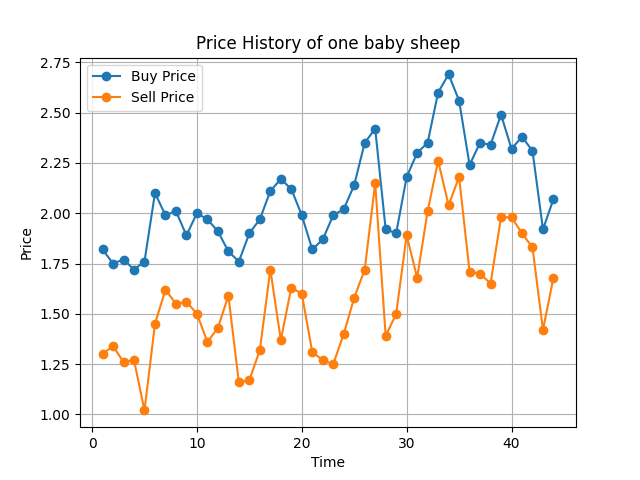 Price History of one baby sheep
Buy Price
Sell Price
2.75
2.50
2.25
2.00
1.75
1.50
1.25
1.00
Price
0 10 20 30 40
Time